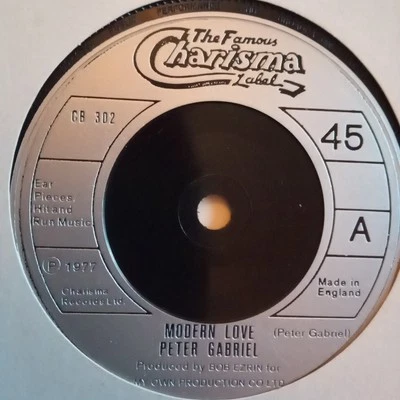 The Famous
Charisma
Label
CB 302
45
Ear
Pieces
Hit and
Run Music
A
Ⓟ 1977
Charisma
Records Ltd
Made in
England
MODERN LOVE
(Peter Gabriel)
PETER GABRIEL
Produced by BOB EZRIN for
MY OWN PRODUCTION CO LTD